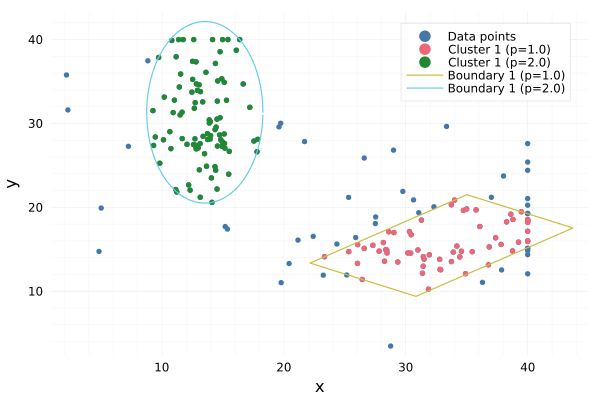 40
30
20
10
10
20
30
40
x
y
Data points
Cluster 1 (p=1.0)
Cluster 1 (p=2.0)
Boundary 1 (p=1.0)
Boundary 1 (p=2.0)